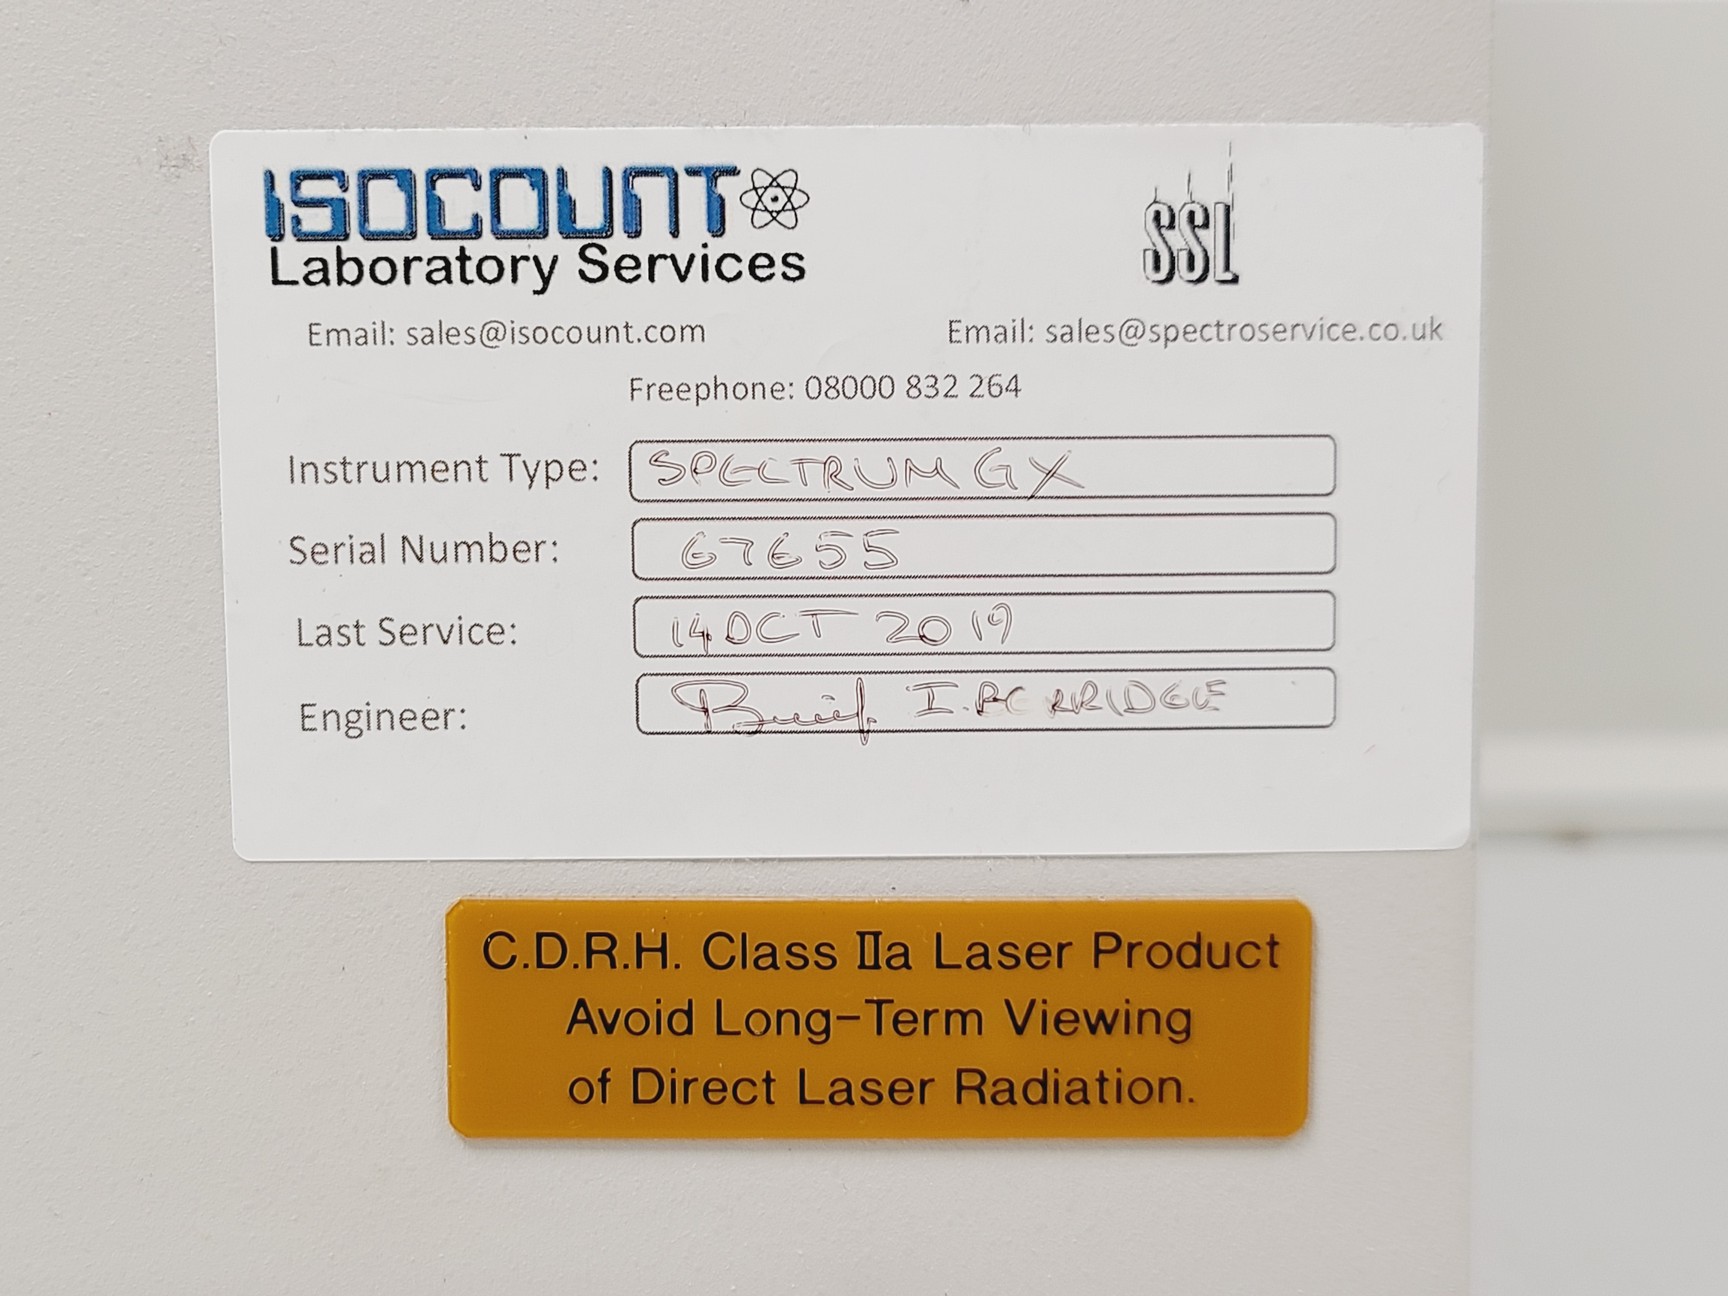 ISOCOUNT
Laboratory Services
SSL
Email: sales@isocount.com
Email: sales@spectroservice.co.uk
Freephone: 08000 832 264
Instrument Type: SPECTRUM GX
Serial Number: 67655
Last Service: 14 OCT 2019
Engineer: I. BERRIDGE
C.D.R.H. Class IIa Laser Product
Avoid Long-Term Viewing
of Direct Laser Radiation.